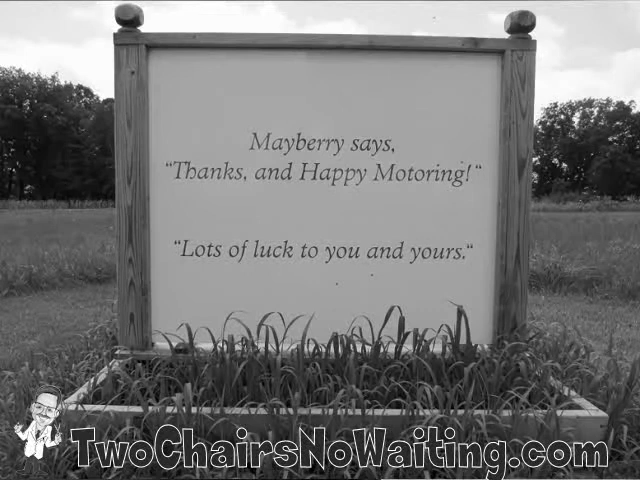 Mayberry says,
“Thanks, and Happy Motoring!“
“Lots of luck to you and yours.“
TwoChairsNoWaiting.com